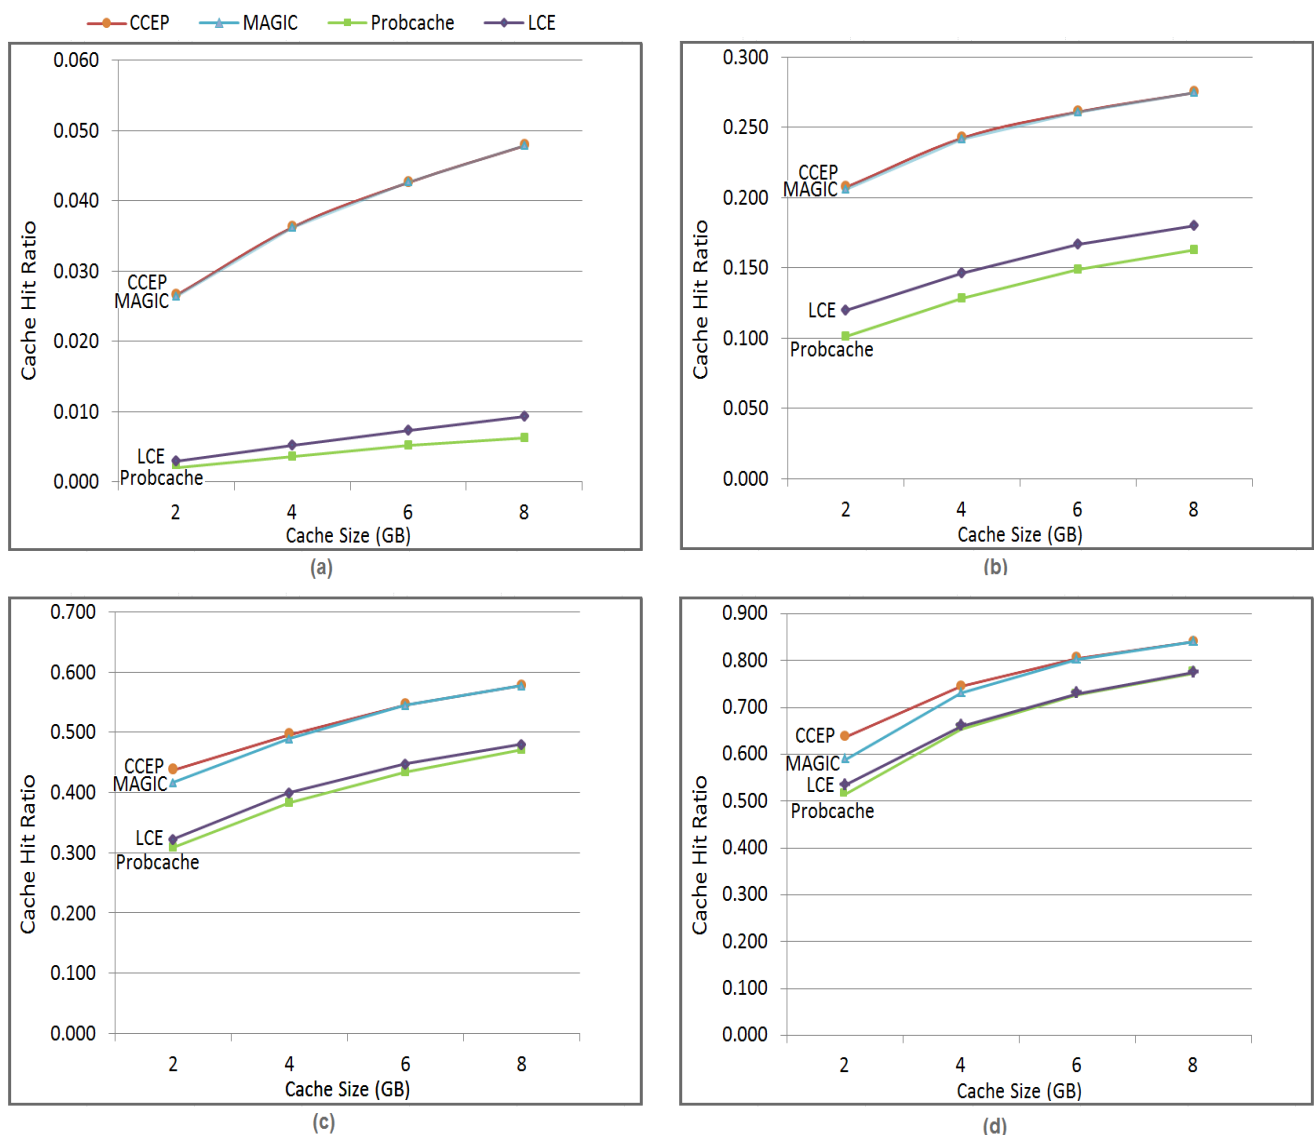 CCEP MAGIC Probcache LCE
0.060
0.050
0.040
0.030
0.020
0.010
0.000
Cache Hit Ratio
CCEP
MAGIC
LCE
Probcache
2 4 6 8
Cache Size (GB)
(a)
0.300
0.250
0.200
0.150
0.100
0.050
0.000
Cache Hit Ratio
CCEP
MAGIC
LCE
Probcache
2 4 6 8
Cache Size (GB)
(b)
0.700
0.600
0.500
0.400
0.300
0.200
0.100
0.000
Cache Hit Ratio
CCEP
MAGIC
LCE
Probcache
2 4 6 8
Cache Size (GB)
(c)
0.900
0.800
0.700
0.600
0.500
0.400
0.300
0.200
0.100
0.000
Cache Hit Ratio
CCEP
MAGIC
LCE
Probcache
2 4 6 8
Cache Size (GB)
(d)